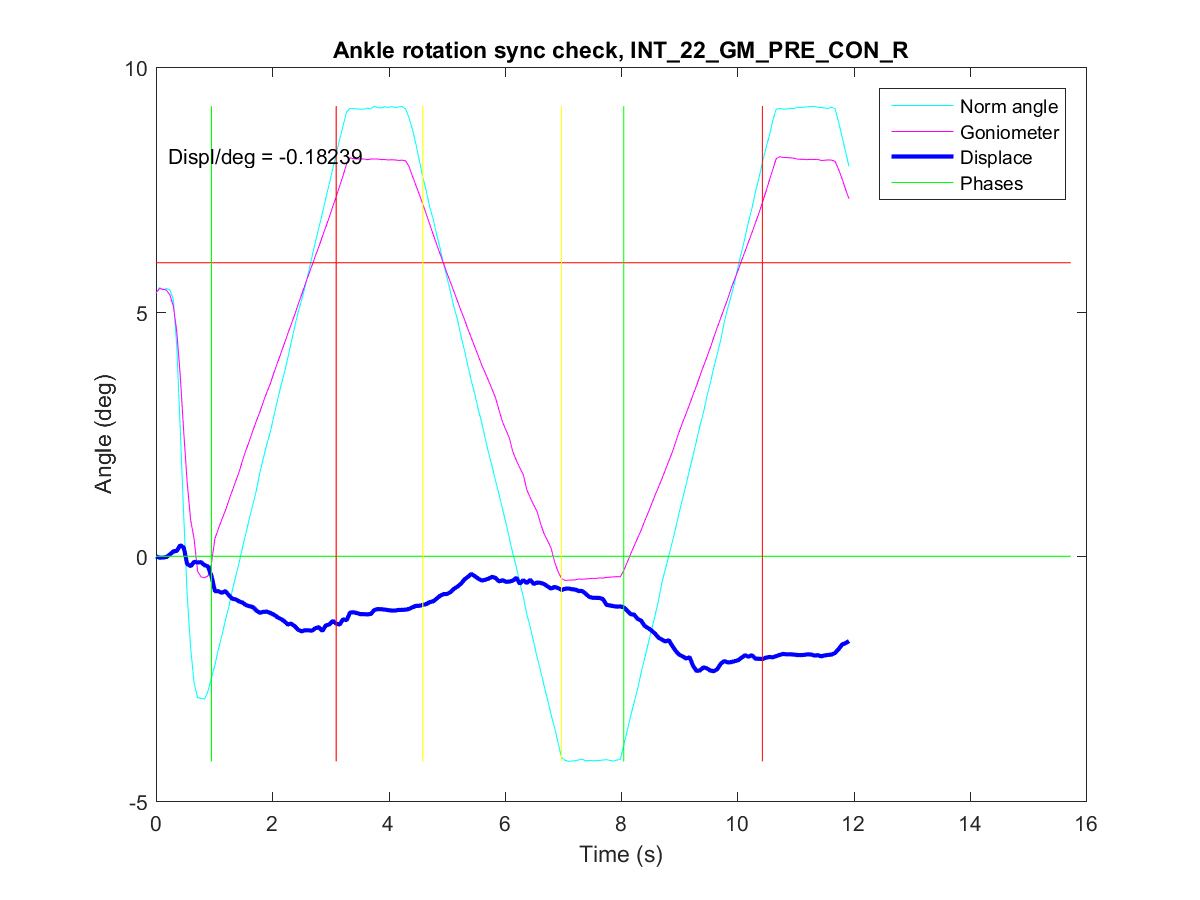 Ankle rotation sync check, INT_22_GM_PRE_CON_R
10
Norm angle
Goniometer
Displace
Phases
Displ/deg = -0.18239
5
Angle (deg)
0
-5
0 2 4 6 8 10 12 14 16
Time (s)